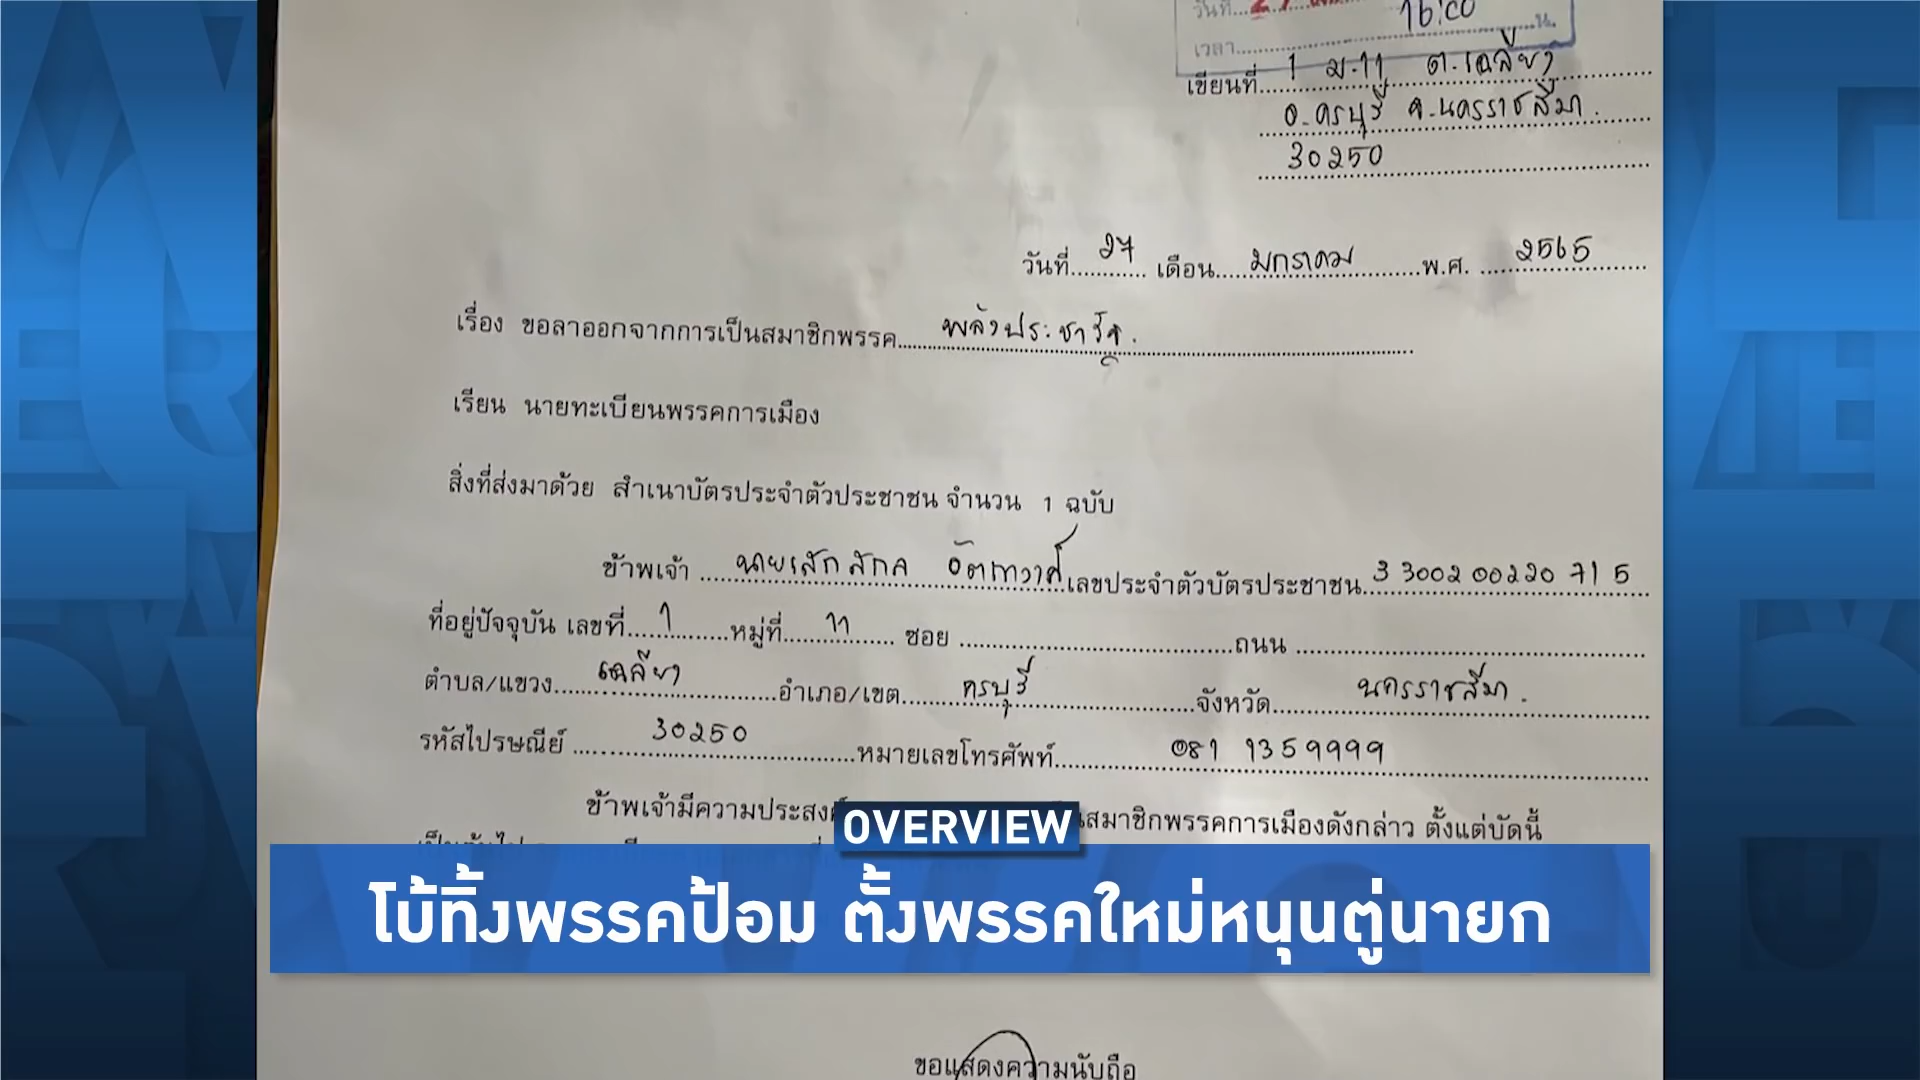 วันที่
เวลา........น.
16:00
เขียนที่ 1 ม.11 ต.เฉลียง
อ.ครบุรี จ.นครราชสีมา.
30250
วันที่ 27 เดือน มกราคม พ.ศ. 2565
เรื่อง ขอลาออกจากการเป็นสมาชิกพรรค พลังประชารัฐ.
เรียน นายทะเบียนพรรคการเมือง
สิ่งที่ส่งมาด้วย สำเนาบัตรประจำตัวประชาชน จำนวน 1 ฉบับ
ข้าพเจ้า นายเสกสกล อัตถาวงศ์ เลขประจำตัวบัตรประชาชน 3 3002 00220 71 5
ที่อยู่ปัจจุบัน เลขที่ 1 หมู่ที่ 11 ซอย ........ ถนน ........
ตำบล/แขวง เฉลียง อำเภอ/เขต ครบุรี จังหวัด นครราชสีมา.
รหัสไปรษณีย์ 30250 หมายเลขโทรศัพท์ 081 1359999
ข้าพเจ้ามีความประสงค์ สมาชิกพรรคการเมืองดังกล่าว ตั้งแต่บัดนี้
OVERVIEW
โบ้ทิ้งพรรคป้อม ตั้งพรรคใหม่หนุนตู่นายก
ขอแสดงความนับถือ